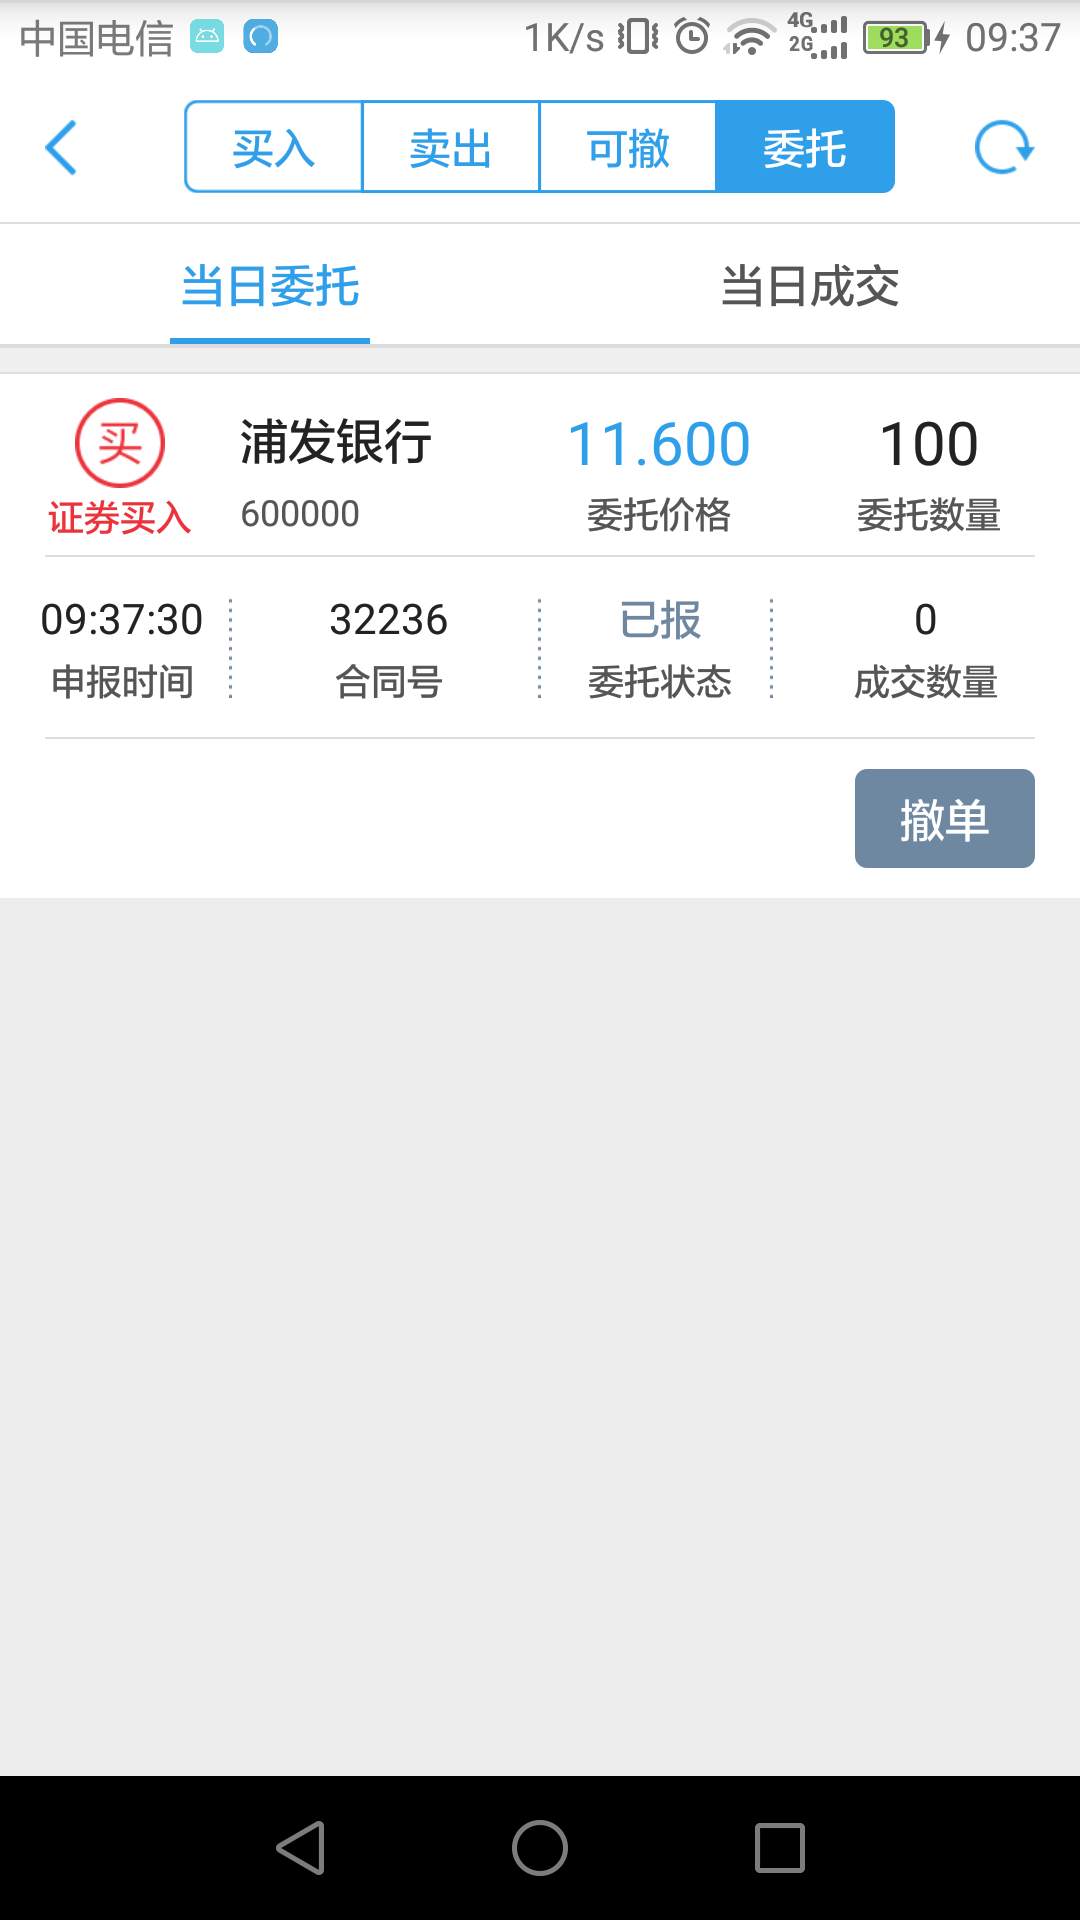 中国电信 1K/s 4G 2G 93 09:37
买入 卖出 可撤 委托
当日委托 当日成交
买 浦发银行 11.600 100
证券买入 600000 委托价格 委托数量
09:37:30 32236 已报 0
申报时间 合同号 委托状态 成交数量
撤单